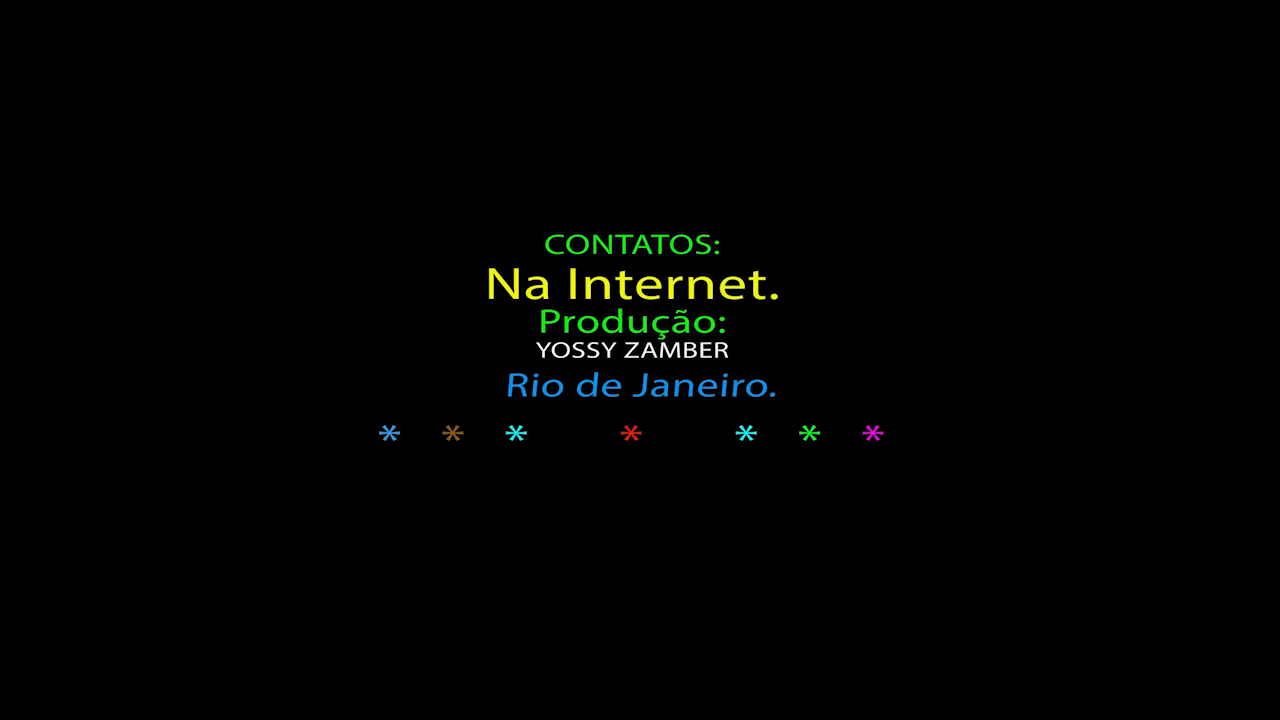 CONTATOS:
Na Internet.
Produção:
YOSSY ZAMBER
Rio de Janeiro.
* * * * * * *